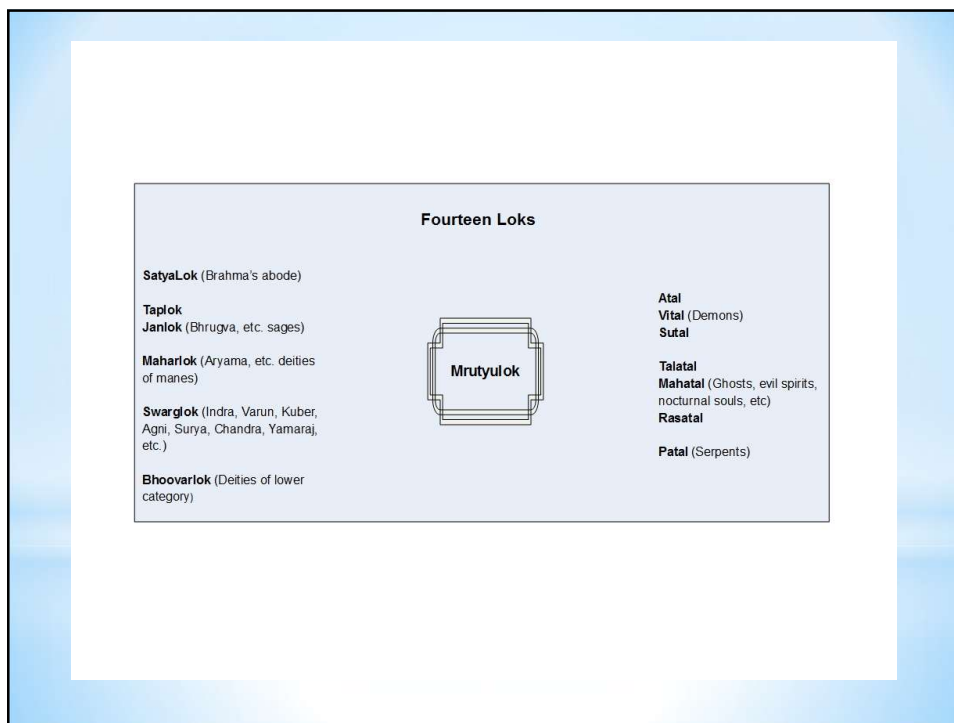 Fourteen Loks
SatyaLok (Brahma's abode)
Taplok
Janlok (Bhrugva, etc. sages)
Maharlok (Aryama, etc. deities
of manes)
Swarglok (Indra, Varun, Kuber,
Agni, Surya, Chandra, Yamaraj,
etc.)
Bhoovarlok (Deities of lower
category)
Mrutyulok
Atal
Vital (Demons)
Sutal
Talatal
Mahatal (Ghosts, evil spirits,
nocturnal souls, etc)
Rasatal
Patal (Serpents)